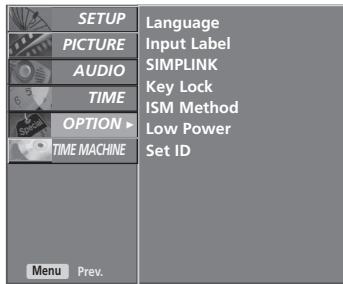 SETUP
PICTURE
AUDIO
TIME
OPTION ►
TIME MACHINE
Language
Input Label
SIMPLINK
Key Lock
ISM Method
Low Power
Set ID
Menu Prev.